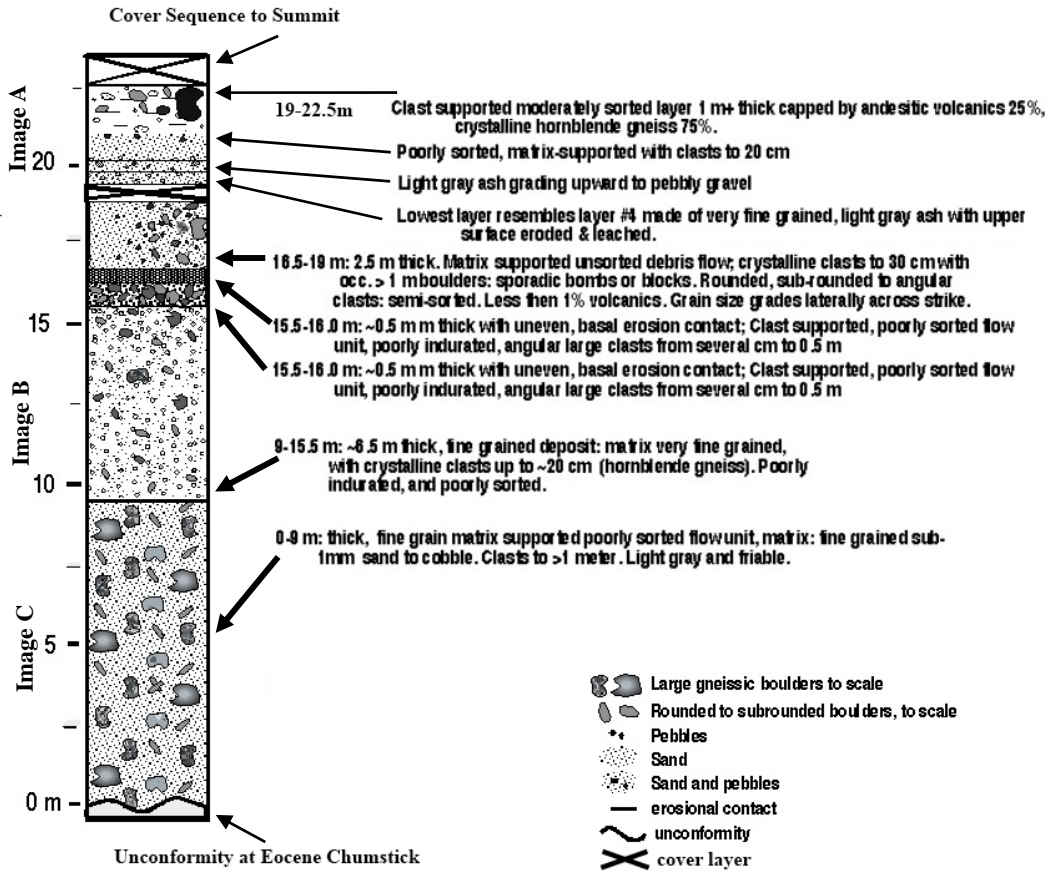 Cover Sequence to Summit
Image A
19-22.5m
Clast supported moderately sorted layer 1 m+ thick capped by andesitic volcanics 25%,
crystalline hornblende gneiss 75%.
Poorly sorted, matrix-supported with clasts to 20 cm
20
Light gray ash grading upward to pebbly gravel
Lowest layer resembles layer #4 made of very fine grained, light gray ash with upper
surface eroded & leached.
16.5-19 m: 2.5 m thick. Matrix supported unsorted debris flow; crystalline clasts to 30 cm with
occ. > 1 m boulders: sporadic bombs or blocks. Rounded, sub-rounded to angular
clasts: semi-sorted. Less then 1% volcanics. Grain size grades laterally across strike.
15
15.5-16.0 m: ~0.5 m m thick with uneven, basal erosion contact; Clast supported, poorly sorted flow
unit, poorly indurated, angular large clasts from several cm to 0.5 m
15.5-16.0 m: ~0.5 m m thick with uneven, basal erosion contact; Clast supported, poorly sorted flow
unit, poorly indurated, angular large clasts from several cm to 0.5 m
Image B
9-15.5 m: ~6.5 m thick, fine grained deposit: matrix very fine grained,
with crystalline clasts up to ~20 cm (hornblende gneiss). Poorly
indurated, and poorly sorted.
10
0-9 m: thick, fine grain matrix supported poorly sorted flow unit, matrix: fine grained sub-
1mm sand to cobble. Clasts to >1 meter. Light gray and friable.
Image C
5
Large gneissic boulders to scale
Rounded to subrounded boulders, to scale
Pebbles
Sand
Sand and pebbles
erosional contact
unconformity
cover layer
0 m
Unconformity at Eocene Chumstick